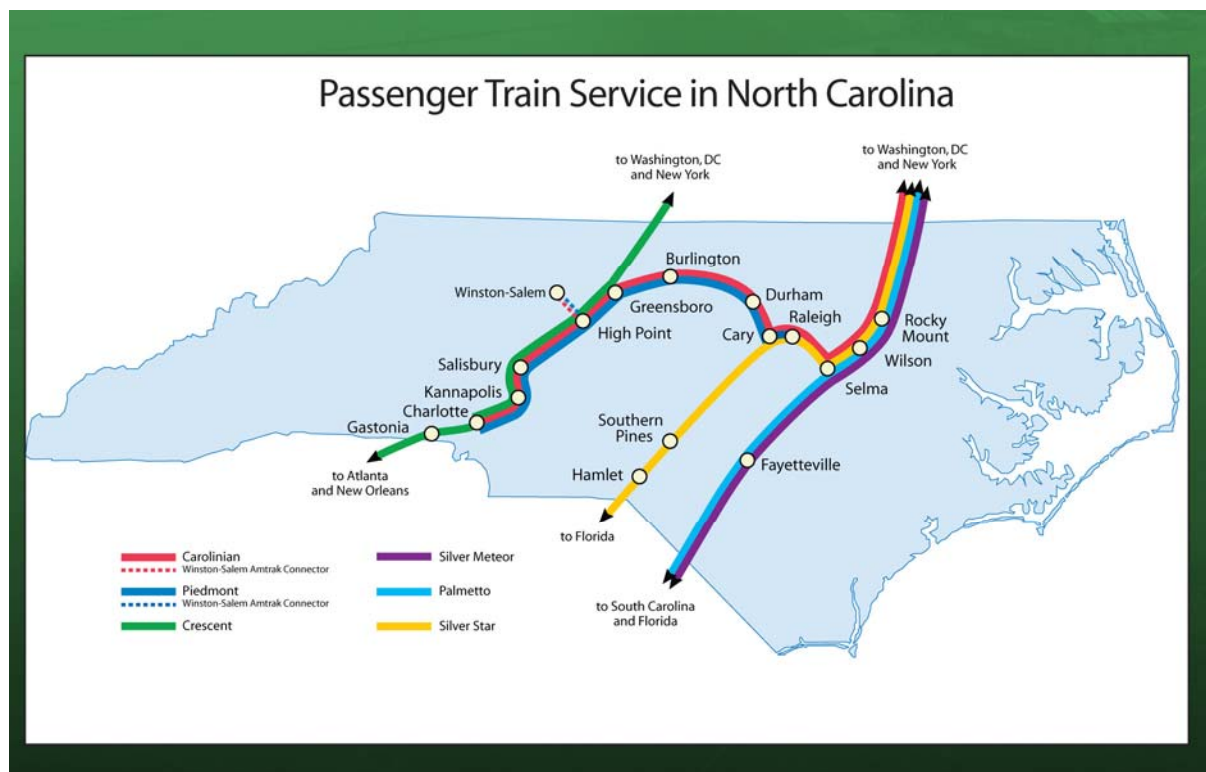 Passenger Train Service in North Carolina
to Washington, DC
and New York
to Washington, DC
and New York
Burlington
Winston-Salem
Greensboro
Durham
Raleigh
High Point
Cary
Rocky
Mount
Wilson
Salisbury
Selma
Kannapolis
Charlotte
Gastonia
Southern
Pines
Fayetteville
Hamlet
to Atlanta
and New Orleans
to Florida
to South Carolina
and Florida
Carolinian
Winston-Salem Amtrak Connector
Piedmont
Winston-Salem Amtrak Connector
Crescent
Silver Meteor
Palmetto
Silver Star